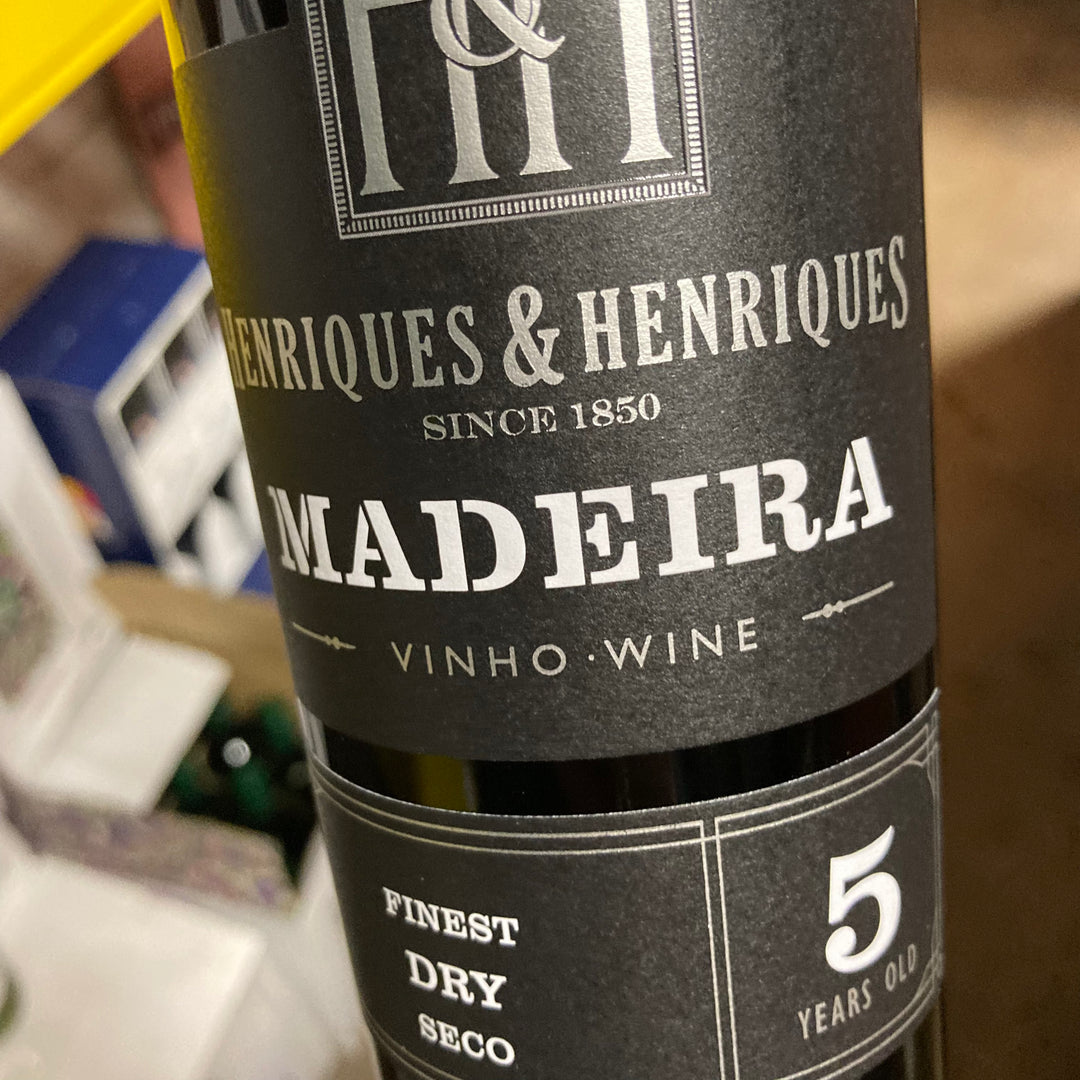 H&H
HENRIQUES & HENRIQUES
SINCE 1850
MADEIRA
VINHO · WINE
FINEST
DRY
SECO
5
YEARS OLD